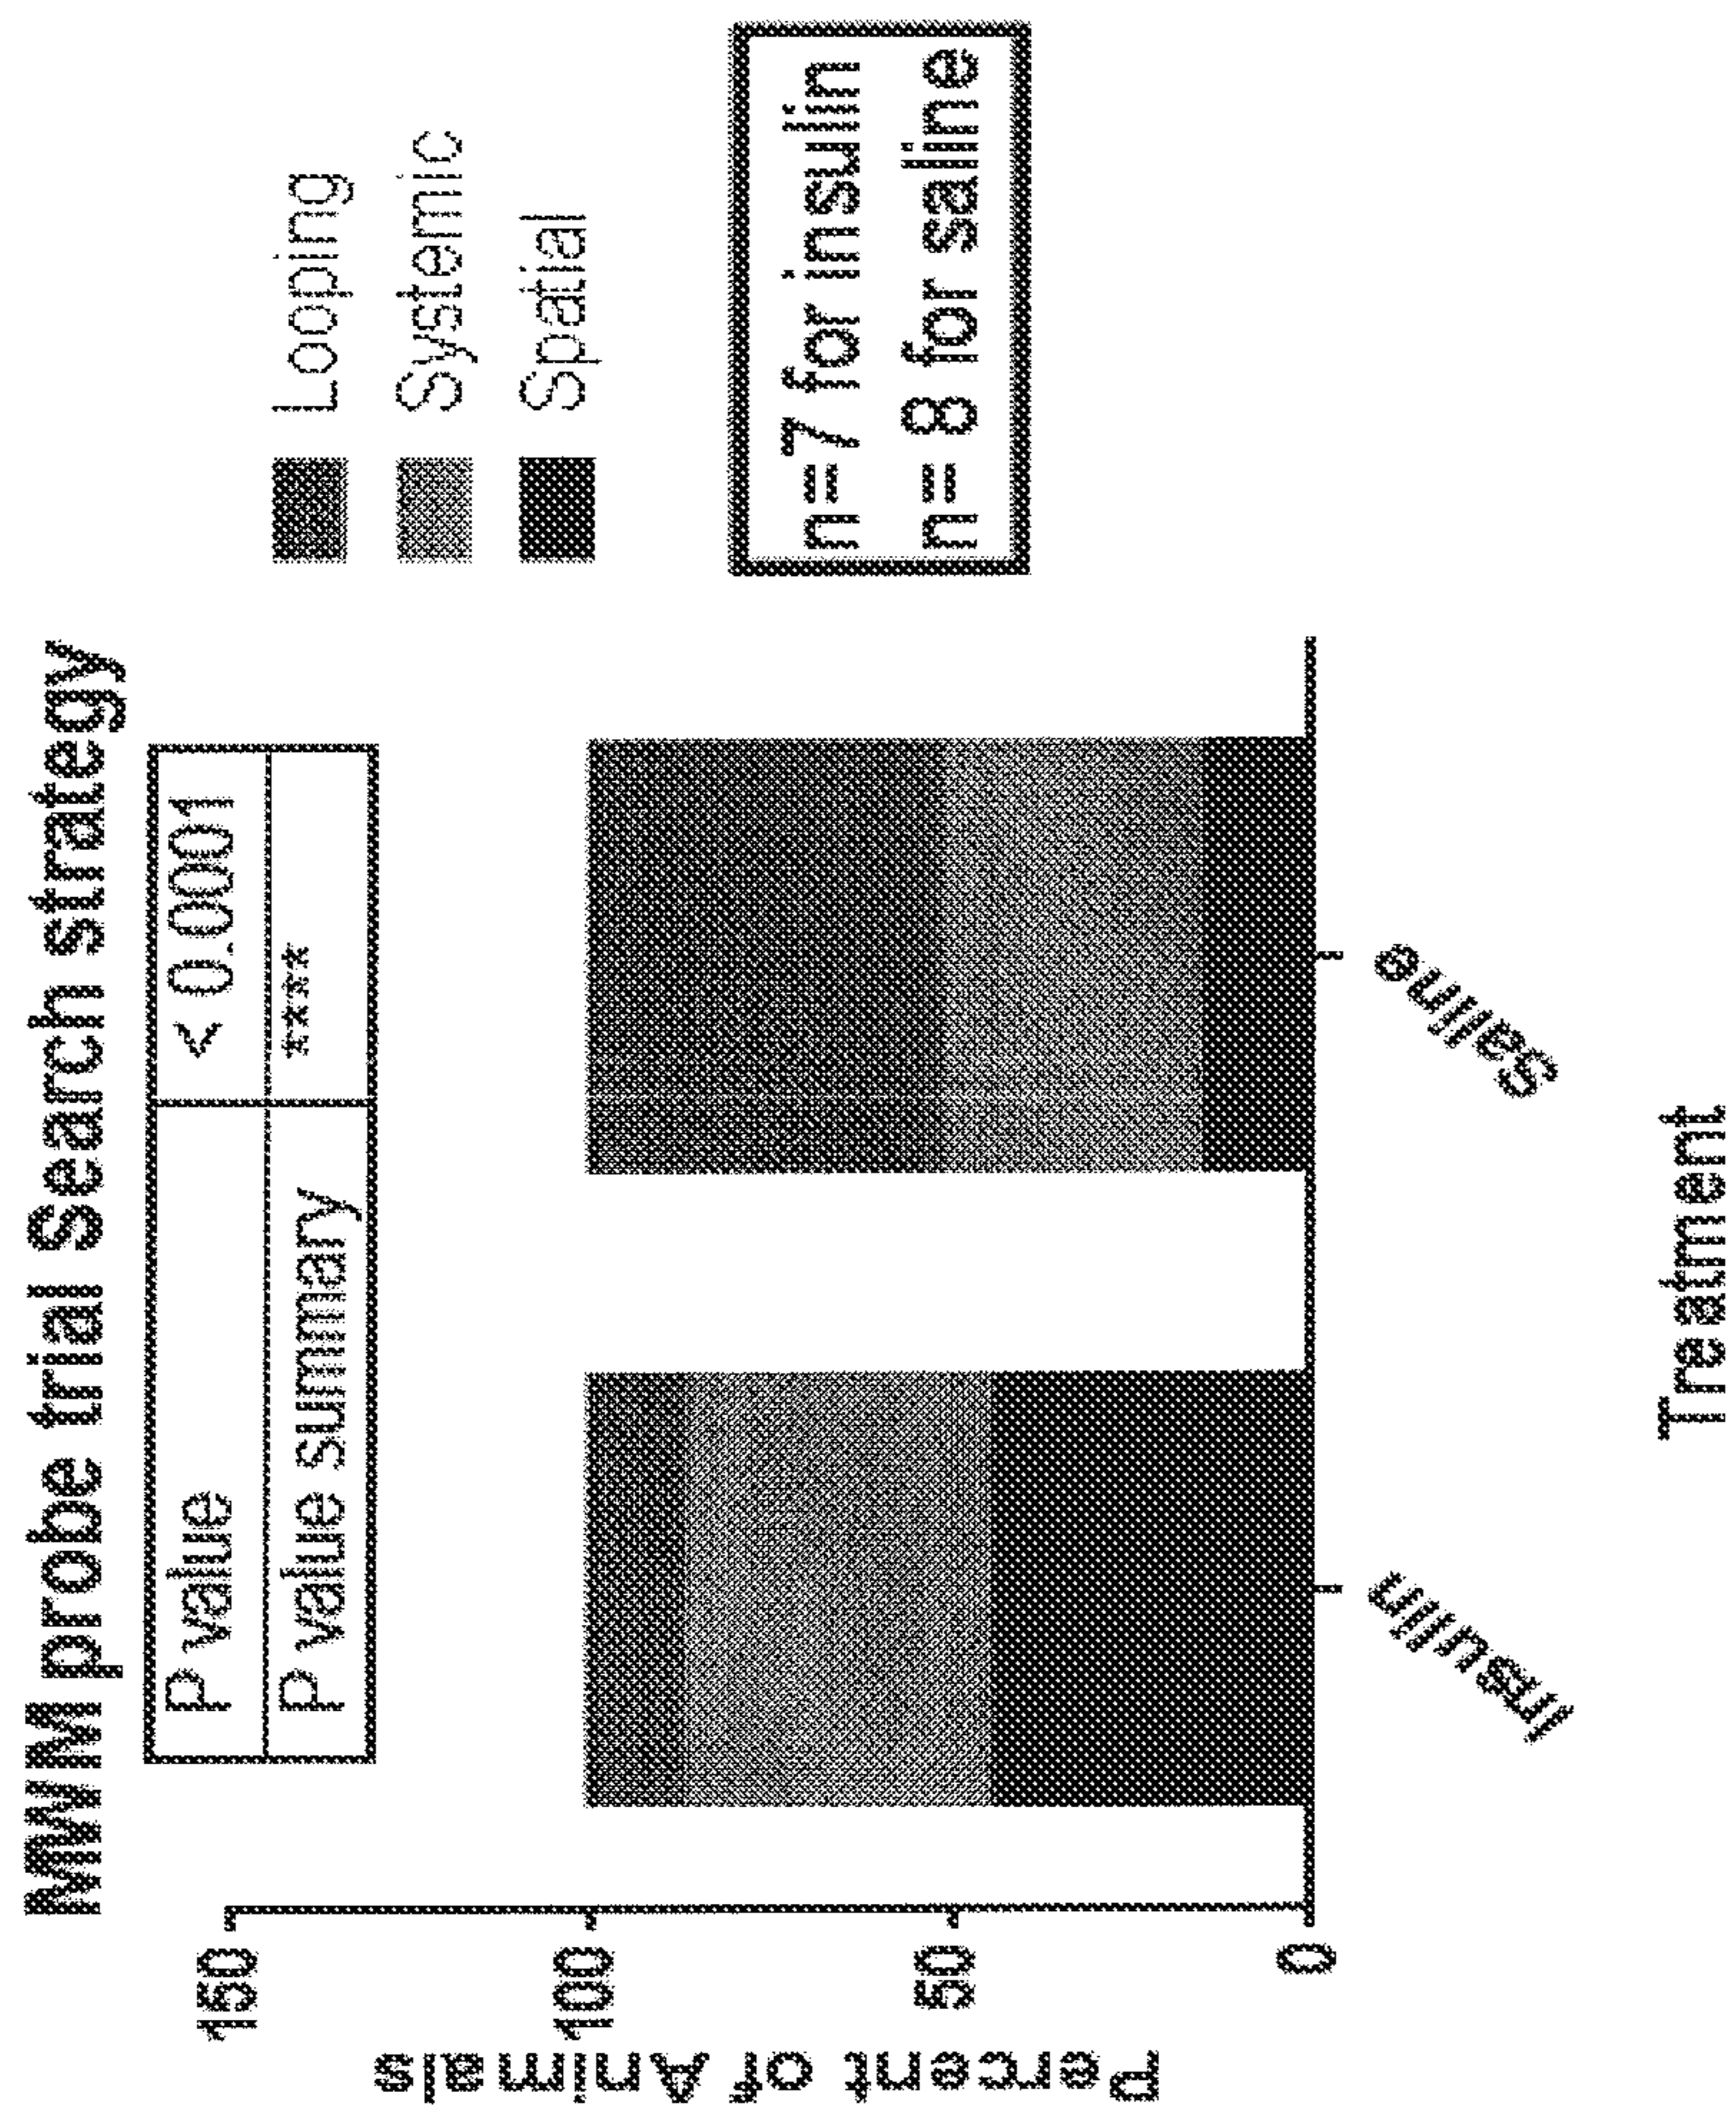 MWM probe trial Search strategy
P value < 0.0001
P value summary ****
Looping
Systemic
Spatial
n=7 for insulin
n= 8 for saline
Percent of Animals
150
100
50
0
Insulin
Saline
Treatment